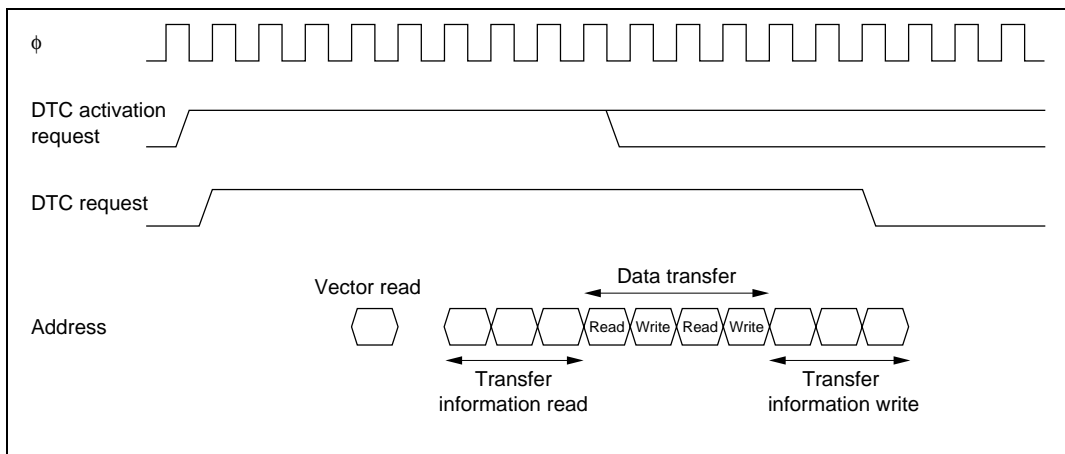 φ
DTC activation
request
DTC request
Data transfer
Vector read
Address
Read Write Read Write
Transfer
information read
Transfer
information write